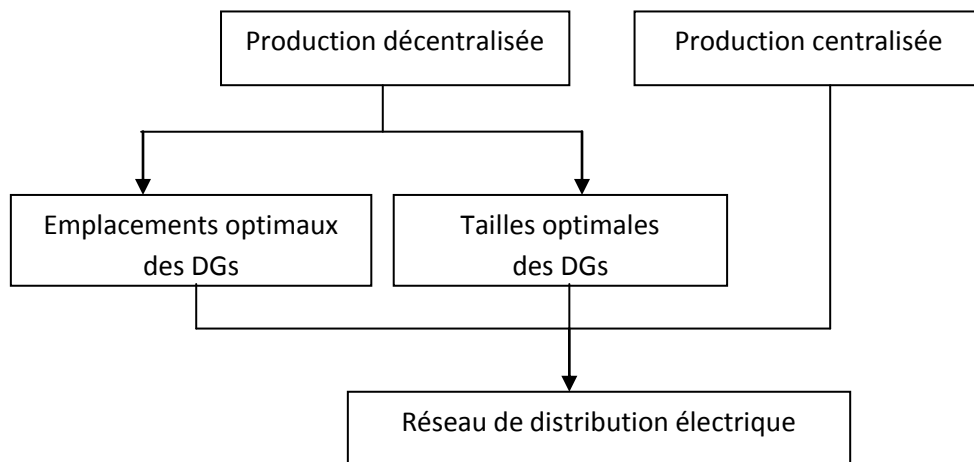 Production décentralisée
Production centralisée
Emplacements optimaux
des DGs
Tailles optimales
des DGs
Réseau de distribution électrique